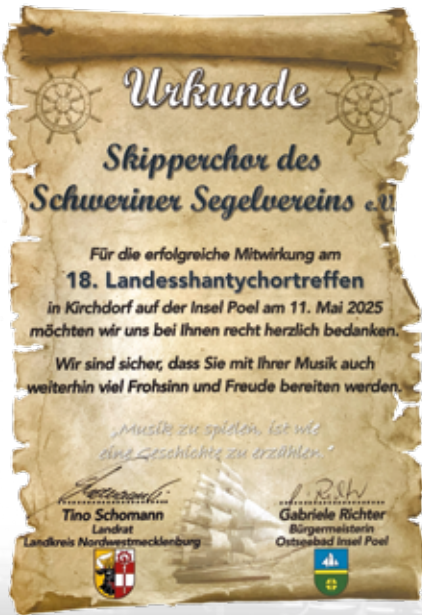 Urkunde
Skipperchor des
Schweriner Segelvereins e.V.
Für die erfolgreiche Mitwirkung am
18. Landesshantychortreffen
in Kirchdorf auf der Insel Poel am 11. Mai 2025
möchten wir uns bei Ihnen recht herzlich bedanken.
Wir sind sicher, dass Sie mit Ihrer Musik auch
weiterhin viel Frohsinn und Freude bereiten werden.
„Musik zu spielen, ist wie
eine Geschichte zu erzählen.“
Tino Schomann
Landrat
Landkreis Nordwestmecklenburg
Gabriele Richter
Bürgermeisterin
Ostseebad Insel Poel